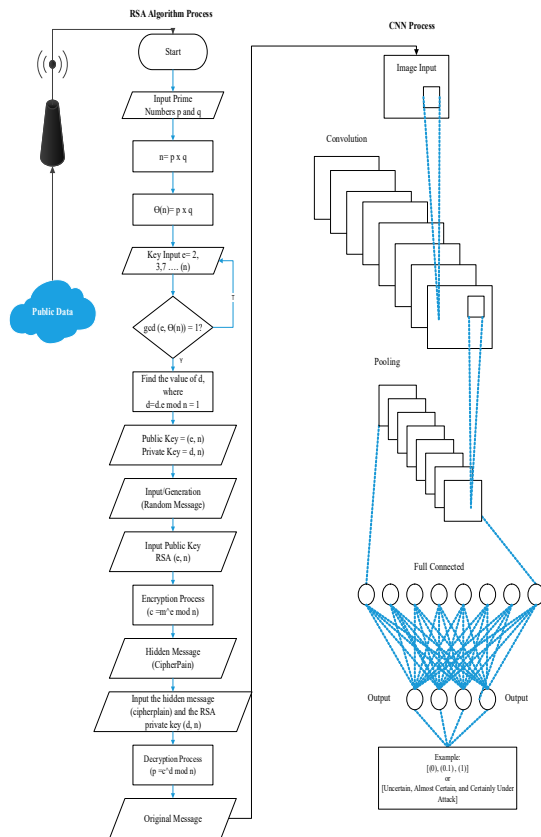 RSA Algorithm Process
Start
Input Prime
Numbers p and q
n= p x q
Ө(n)= p x q
Key Input e= 2,
3,7 …. (n)
T
gcd (e, Ө(n)) = 1?
Y
Find the value of d,
where
d=d.e mod n = 1
Public Key = (e, n)
Private Key = d, n)
Input/Generation
(Random Message)
Input Public Key
RSA (e, n)
Encryption Process
(c =m^e mod n)
Hidden Message
(CipherPain)
Input the hidden message
(cipherplain) and the RSA
private key (d, n)
Decryption Process
(p =c^d mod n)
Original Message
Public Data
CNN Process
Image Input
Convolution
Pooling
Full Connected
Output
Output
Example:
[(0), (0.1) , (1)]
or
[Uncertain, Almost Certain, and Certainly Under
Attack]